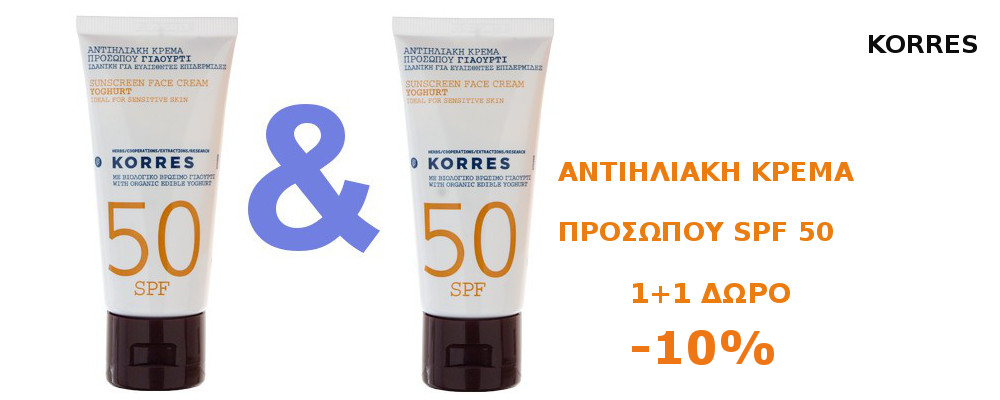 ΑΝΤΙΗΛΙΑΚΗ ΚΡΕΜΑ
ΠΡΟΣΩΠΟΥ ΓΙΑΟΥΡΤΙ
ΙΔΑΝΙΚΗ ΓΙΑ ΕΥΑΙΣΘΗΤΕΣ ΕΠΙΔΕΡΜΙΔΕΣ
SUNSCREEN FACE CREAM
YOGHURT
IDEAL FOR SENSITIVE SKIN
HERBS/COOPERATIONS/EXTRACTIONS/RESEARCH
KORRES
ΜΕ ΒΙΟΛΟΓΙΚΟ ΒΡΩΣΙΜΟ ΓΙΑΟΥΡΤΙ
WITH ORGANIC EDIBLE YOGHURT
50
SPF
&
ΑΝΤΙΗΛΙΑΚΗ ΚΡΕΜΑ
ΠΡΟΣΩΠΟΥ ΓΙΑΟΥΡΤΙ
ΙΔΑΝΙΚΗ ΓΙΑ ΕΥΑΙΣΘΗΤΕΣ ΕΠΙΔΕΡΜΙΔΕΣ
SUNSCREEN FACE CREAM
YOGHURT
IDEAL FOR SENSITIVE SKIN
HERBS/COOPERATIONS/EXTRACTIONS/RESEARCH
KORRES
ΜΕ ΒΙΟΛΟΓΙΚΟ ΒΡΩΣΙΜΟ ΓΙΑΟΥΡΤΙ
WITH ORGANIC EDIBLE YOGHURT
50
SPF
KORRES
ΑΝΤΙΗΛΙΑΚΗ ΚΡΕΜΑ
ΠΡΟΣΩΠΟΥ SPF 50
1+1 ΔΩΡΟ
-10%